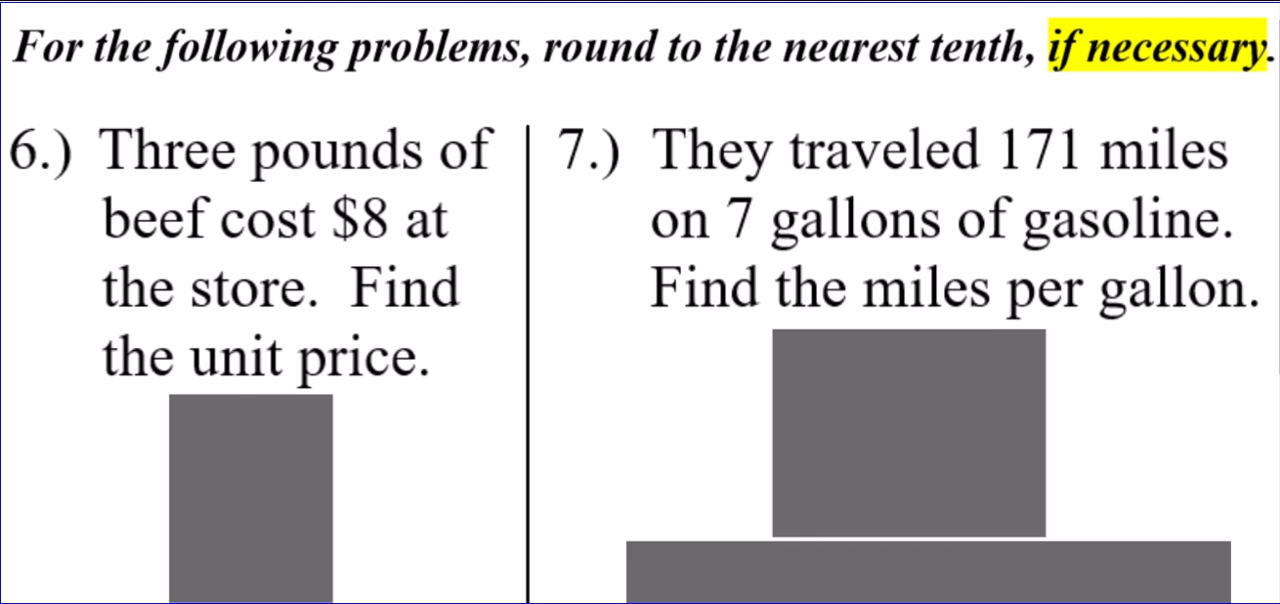 For the following problems, round to the nearest tenth, if necessary.
6.) Three pounds of
beef cost $8 at
the store. Find
the unit price.
7.) They traveled 171 miles
on 7 gallons of gasoline.
Find the miles per gallon.